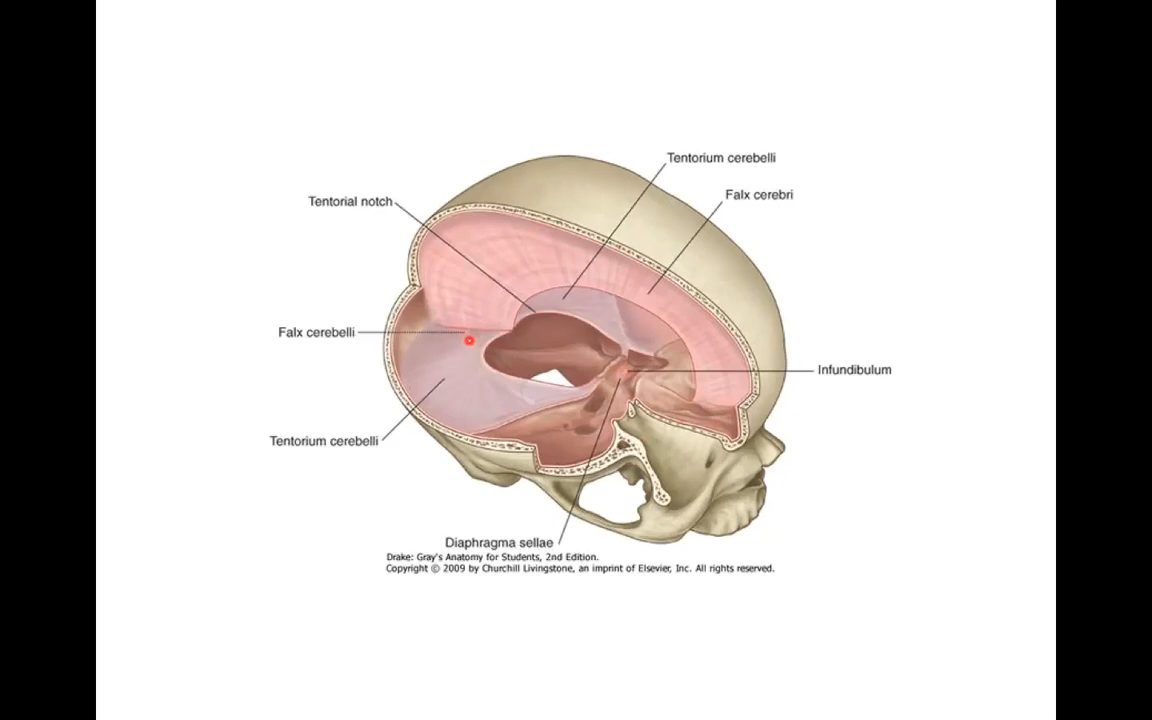 Tentorium cerebelli
Falx cerebri
Tentorial notch
Falx cerebelli
Infundibulum
Tentorium cerebelli
Diaphragma sellae
Drake: Gray's Anatomy for Students, 2nd Edition.
Copyright © 2009 by Churchill Livingstone, an imprint of Elsevier, Inc. All rights reserved.